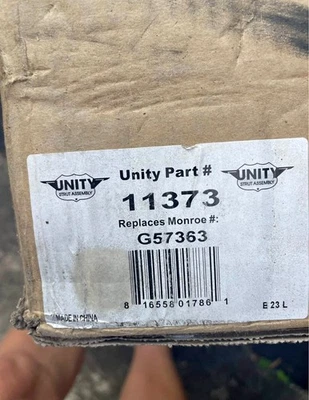 UNITY
STRUT ASSEMBLY
Unity Part #
UNITY
STRUT ASSEMBLY
11373
Replaces Monroe #:
G57363
8 16558 01786 1
E 23 L
MADE IN CHINA